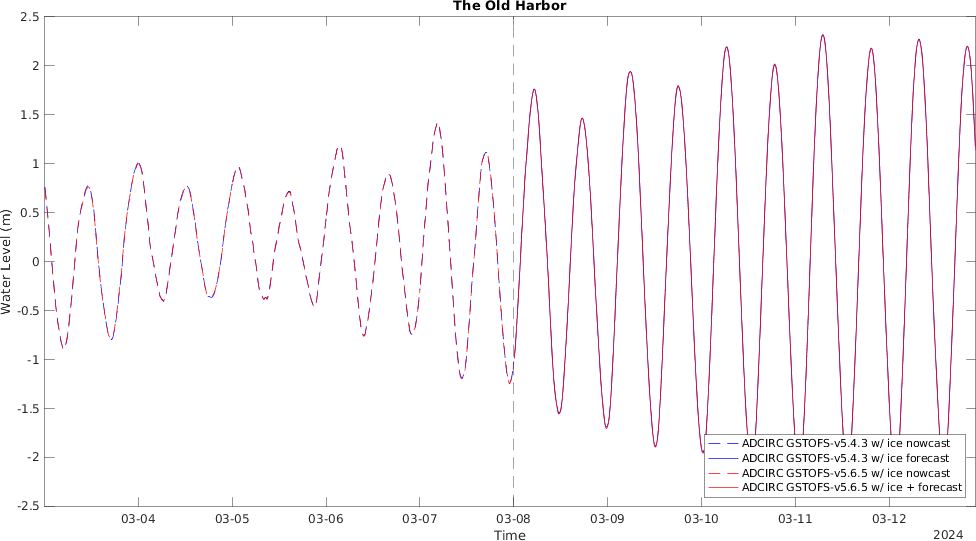 The Old Harbor
2.5
2
1.5
1
0.5
0
-0.5
-1
-1.5
-2
-2.5
Water Level (m)
03-04 03-05 03-06 03-07 03-08 03-09 03-10 03-11 03-12
Time
2024
ADCIRC GSTOFS-v5.4.3 w/ ice nowcast
ADCIRC GSTOFS-v5.4.3 w/ ice forecast
ADCIRC GSTOFS-v5.6.5 w/ ice nowcast
ADCIRC GSTOFS-v5.6.5 w/ ice + forecast